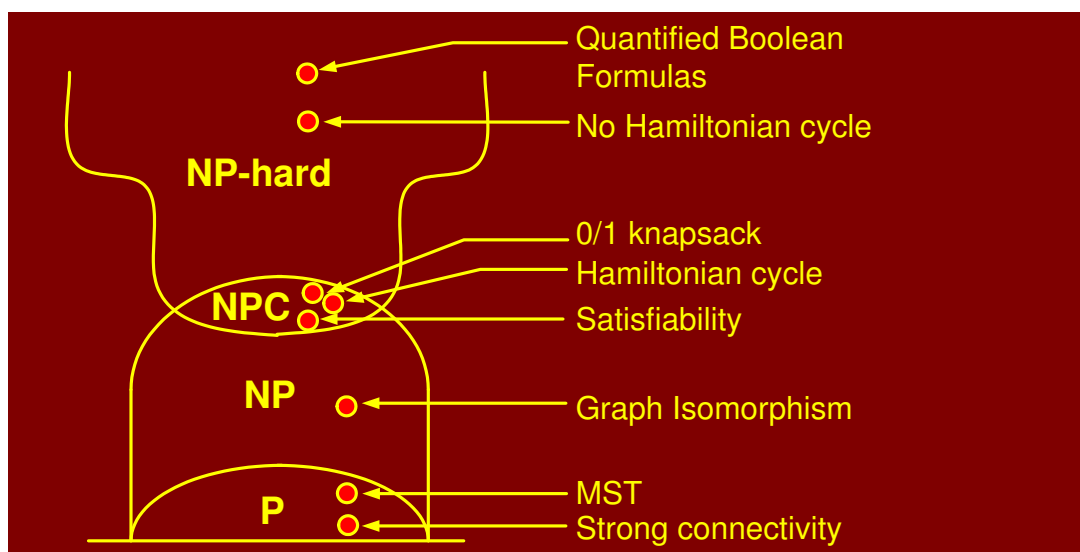 Quantified Boolean
Formulas
No Hamiltonian cycle
NP-hard
0/1 knapsack
Hamiltonian cycle
NPC
Satisfiability
NP
Graph Isomorphism
MST
P
Strong connectivity